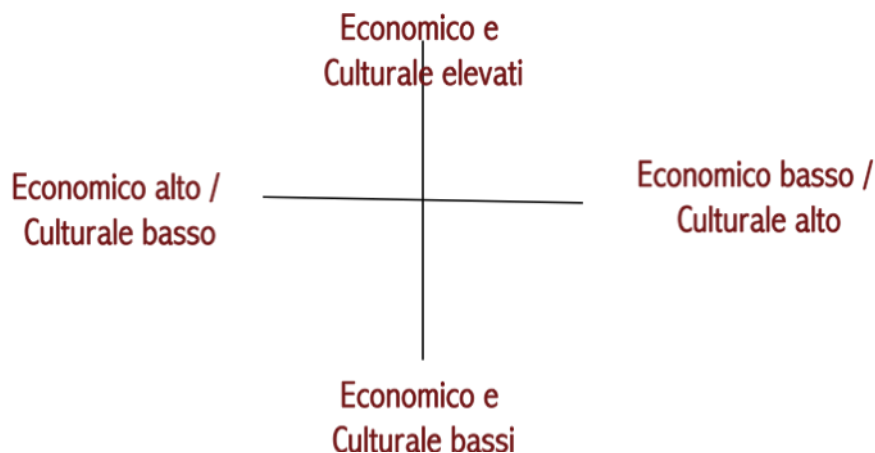 Economico e
Culturale elevati
Economico alto /
Culturale basso
Economico basso /
Culturale alto
Economico e
Culturale bassi